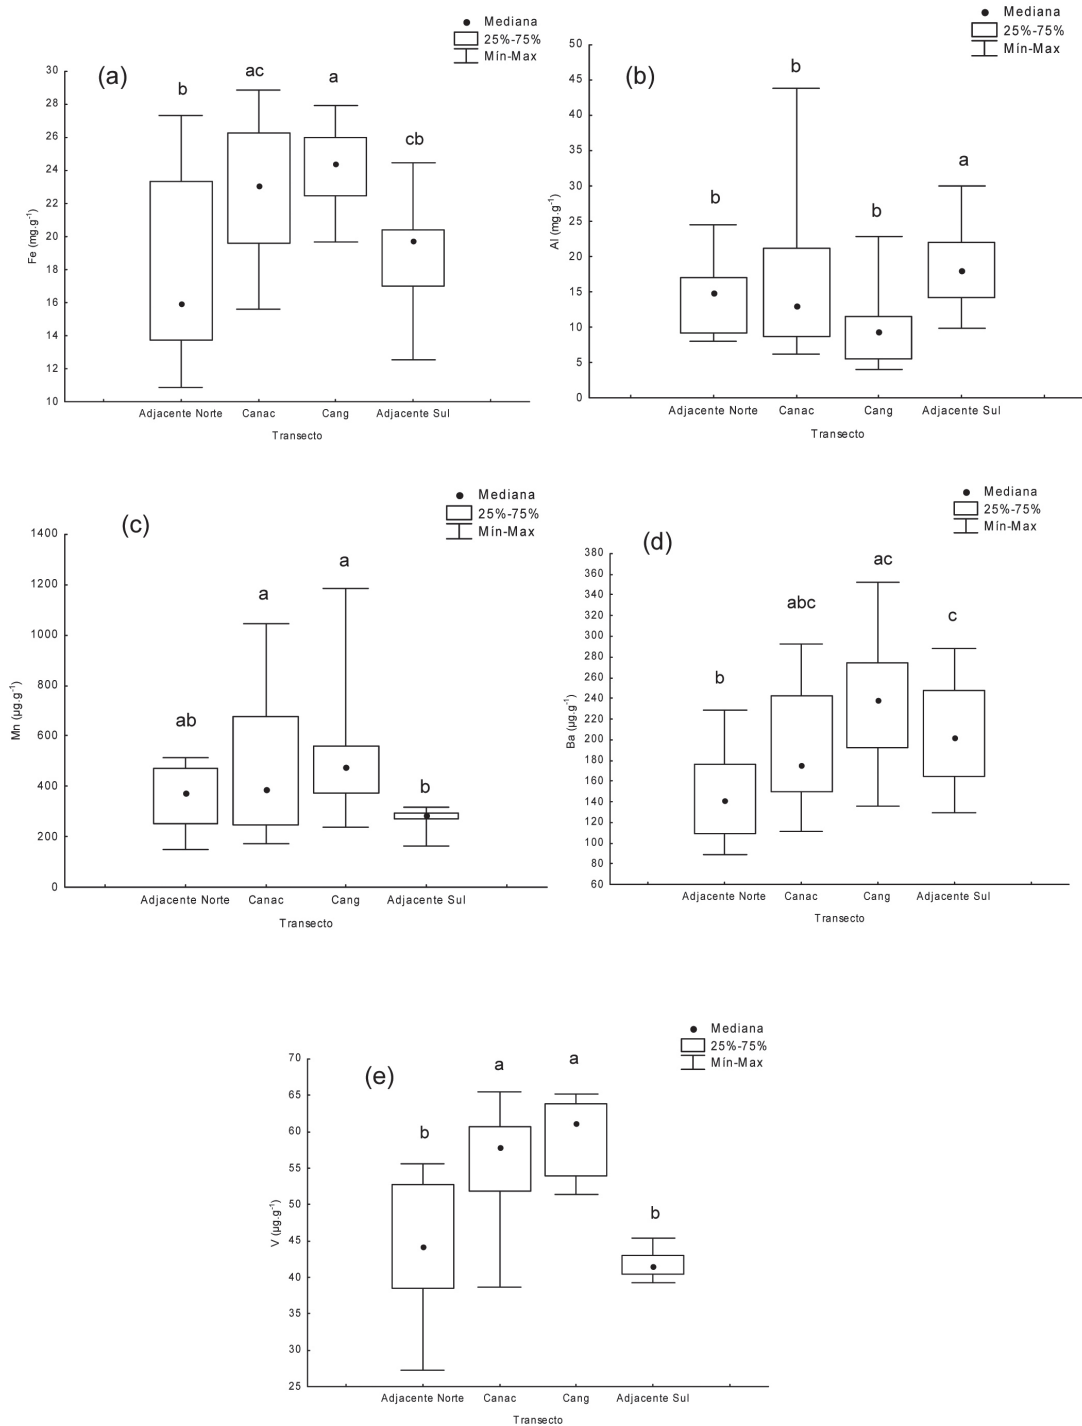 Mediana
25%-75%
Mín-Max
(a)
b
ac
a
cb
30
28
26
24
22
20
18
16
14
12
10
Fe (mg.g⁻¹)
Adjacente Norte Canac Cang Adjacente Sul
Transecto
Mediana
25%-75%
Mín-Max
(b)
b
b
b
a
50
45
40
35
30
25
20
15
10
5
0
Al (mg.g⁻¹)
Adjacente Norte Canac Cang Adjacente Sul
Transecto
Mediana
25%-75%
Mín-Max
(c)
ab
a
a
b
1400
1200
1000
800
600
400
200
0
Mn (µg.g⁻¹)
Adjacente Norte Canac Cang Adjacente Sul
Transecto
Mediana
25%-75%
Mín-Max
(d)
b
abc
ac
c
380
360
340
320
300
280
260
240
220
200
180
160
140
120
100
80
60
Ba (µg.g⁻¹)
Adjacente Norte Canac Cang Adjacente Sul
Transecto
Mediana
25%-75%
Mín-Max
(e)
b
a
a
b
70
65
60
55
50
45
40
35
30
25
V (µg.g⁻¹)
Adjacente Norte Canac Cang Adjacente Sul
Transecto